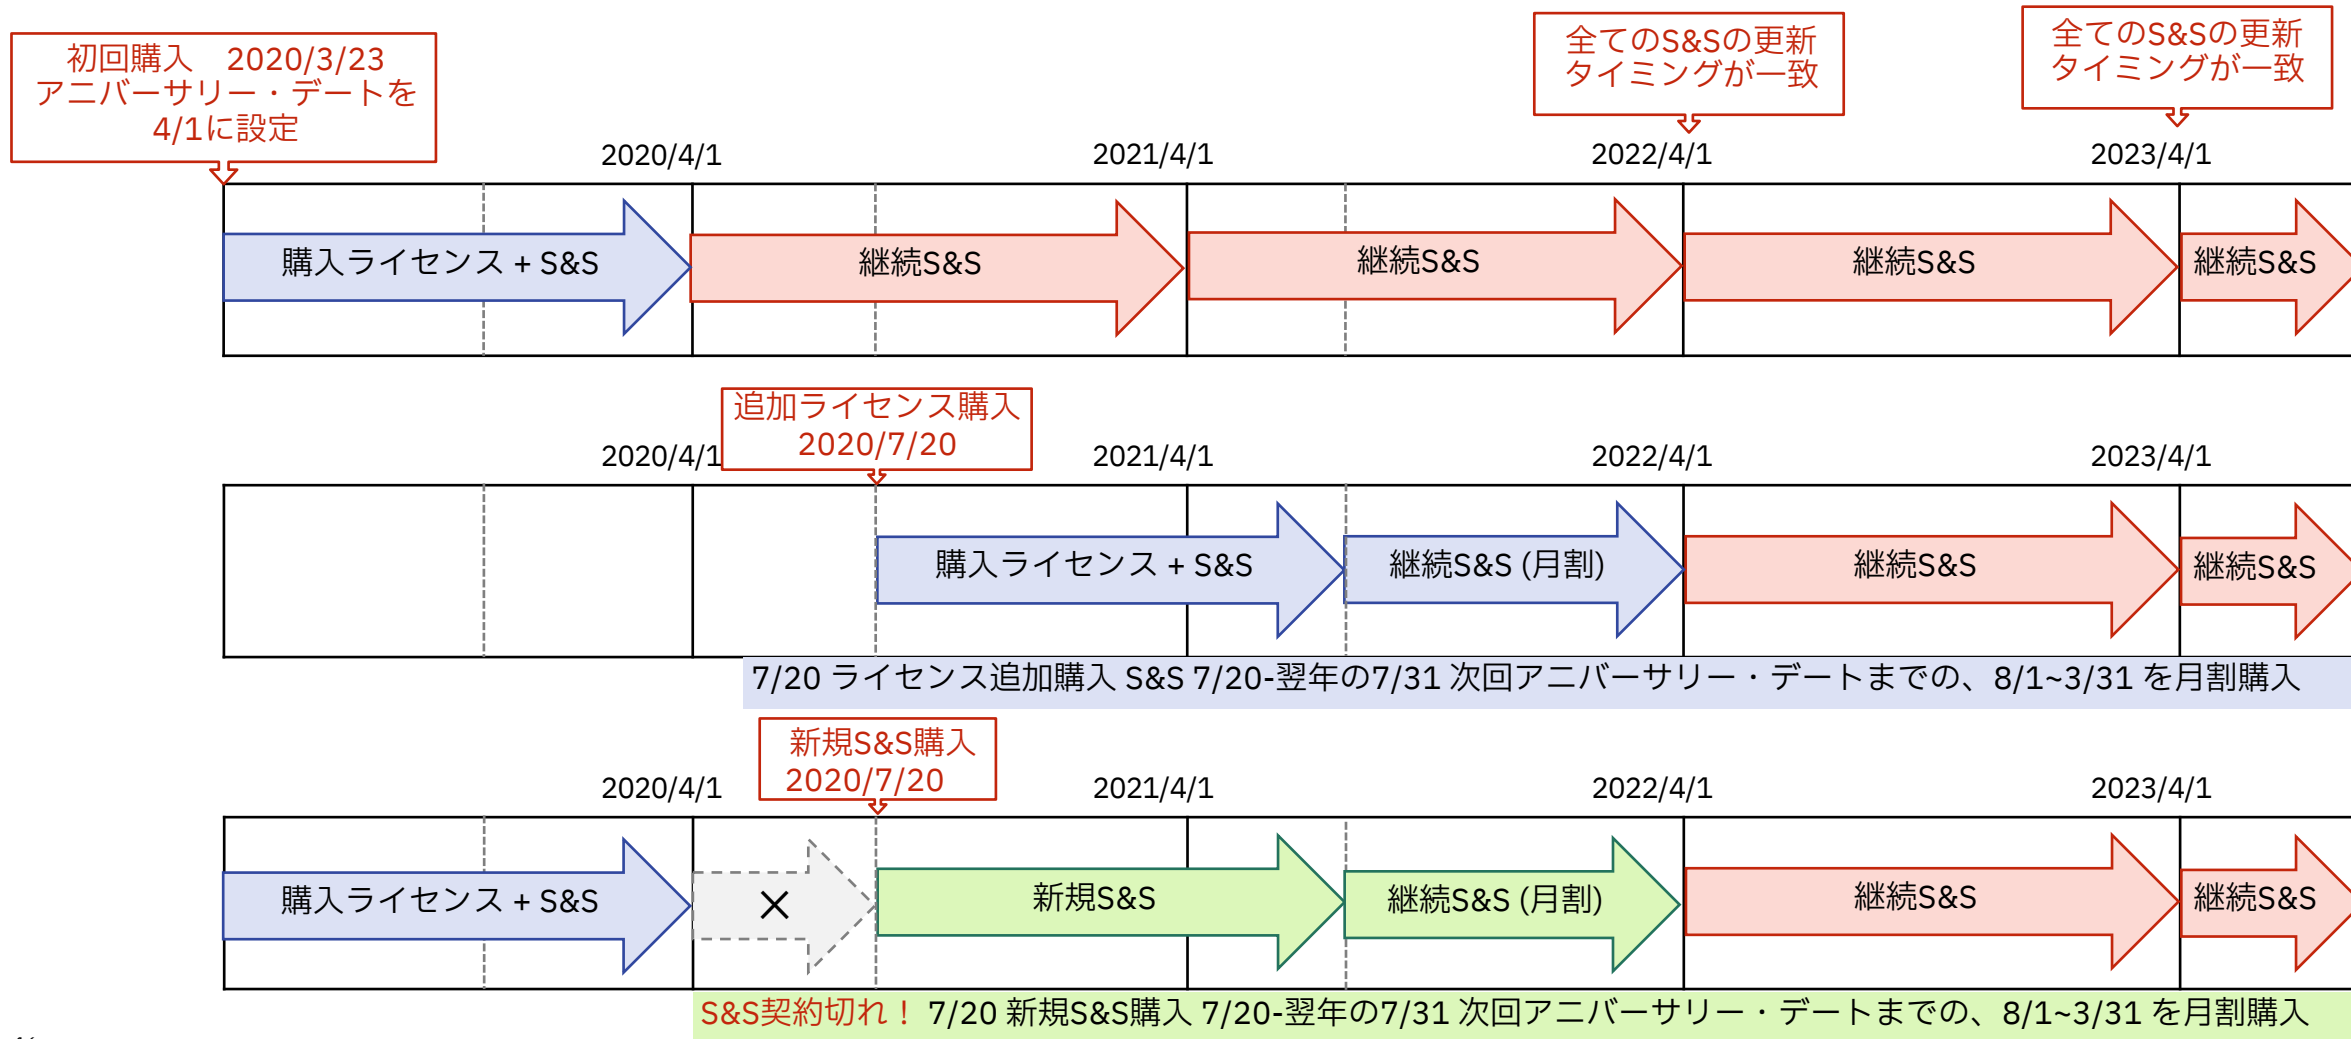 初回購入　2020/3/23
アニバーサリー・デートを
4/1に設定
全てのS&Sの更新
タイミングが一致
全てのS&Sの更新
タイミングが一致
2020/4/1
2021/4/1
2022/4/1
2023/4/1
購入ライセンス + S&S
継続S&S
継続S&S
継続S&S
継続S&S
追加ライセンス購入
2020/7/20
2020/4/1
2021/4/1
2022/4/1
2023/4/1
購入ライセンス + S&S
継続S&S (月割)
継続S&S
継続S&S
7/20 ライセンス追加購入 S&S 7/20-翌年の7/31 次回アニバーサリー・デートまでの、8/1~3/31 を月割購入
新規S&S購入
2020/7/20
2020/4/1
2021/4/1
2022/4/1
2023/4/1
購入ライセンス + S&S
×
新規S&S
継続S&S (月割)
継続S&S
継続S&S
S&S契約切れ！ 7/20 新規S&S購入 7/20-翌年の7/31 次回アニバーサリー・デートまでの、8/1~3/31 を月割購入